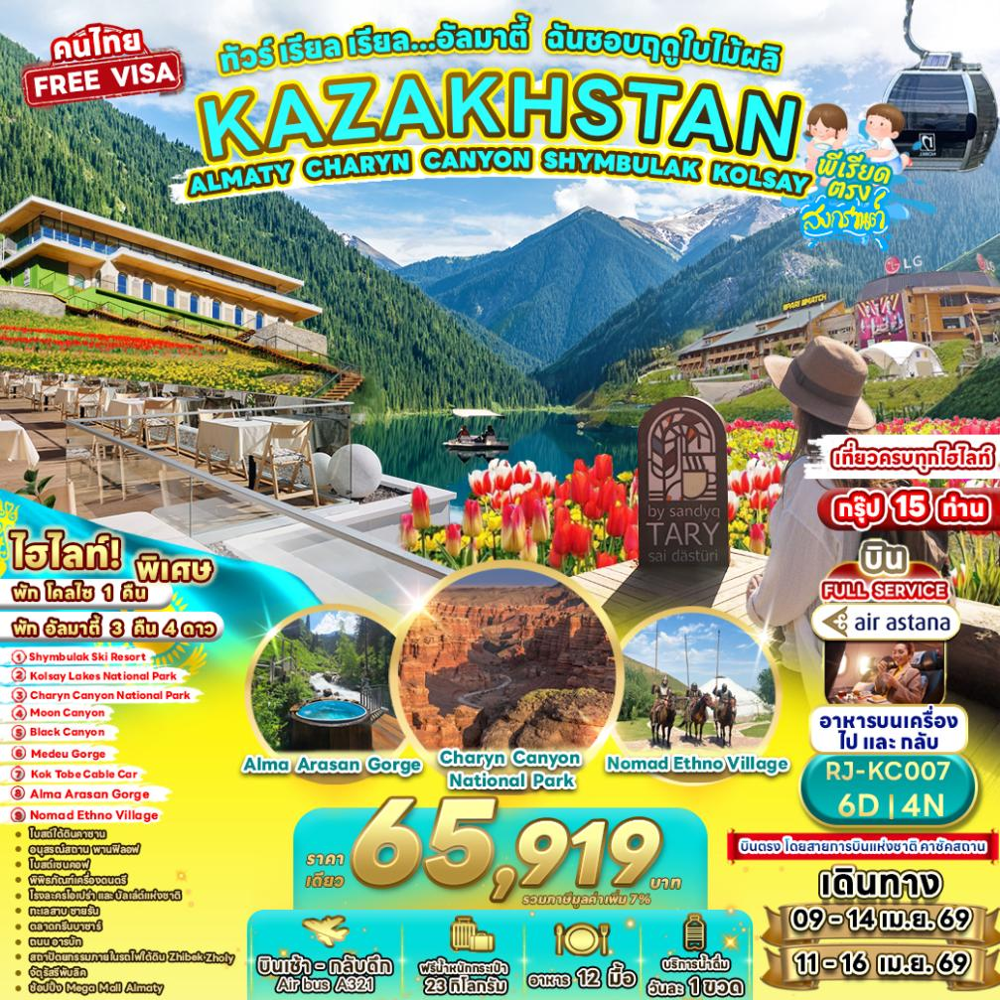 คนไทย
FREE VISA
ทัวร์ เรียล เรียล...อัลมาตี้ ฉันชอบฤดูใบไม้ผลิ
KAZAKHSTAN
ALMATY CHARYN CANYON SHYMBULAK KOLSAY
พีเรียด
ตรง
สงกรานต์
LG
PARIMATCH
by sandyq
TARY
sai dästúri
เที่ยวครบทุกไฮไลท์
กรุ๊ป 15 ท่าน
บิน
FULL SERVICE
air astana
อาหารบนเครื่อง
ไป และ กลับ
RJ-KC007
6D | 4N
บินตรง โดยสายการบินแห่งชาติ คาซัคสถาน
เดินทาง
09 - 14 เม.ย. 69
11 - 16 เม.ย. 69
ไฮไลท์! พิเศษ
พัก โคลไซ 1 คืน
พัก อัลมาตี้ 3 คืน 4 ดาว
1 Shymbulak Ski Resort
2 Kolsay Lakes National Park
3 Charyn Canyon National Park
4 Moon Canyon
5 Black Canyon
6 Medeu Gorge
7 Kok Tobe Cable Car
8 Alma Arasan Gorge
9 Nomad Ethno Village
• โบสถ์ใต้ดินคาซาน
• อนุสรณ์สถาน พานฟิลอฟ
• โบสถ์เซนคอฟ
• พิพิธภัณฑ์เครื่องดนตรี
• โรงละครโอเปร่า และ บัลเล่ต์แห่งชาติ
• ทะเลสาบ ซายรัน
• ตลาดกรีนบาซาร์
• ถนน อารบัท
• สถาปัตยกรรมภายในรถไฟใต้ดิน Zhibek-Zholy
• จัตุรัสรีพับลิค
• ช้อปปิ้ง Mega Mall Almaty
Alma Arasan Gorge
Charyn Canyon
National Park
Nomad Ethno Village
ราคา
เดียว
65,919 บาท
รวมภาษีมูลค่าเพิ่ม 7%
บินเช้า - กลับดึก
Air bus A321
ฟรีน้ำหนักกระเป๋า
23 กิโลกรัม
อาหาร 12 มื้อ
บริการน้ำดื่ม
วันละ 1 ขวด